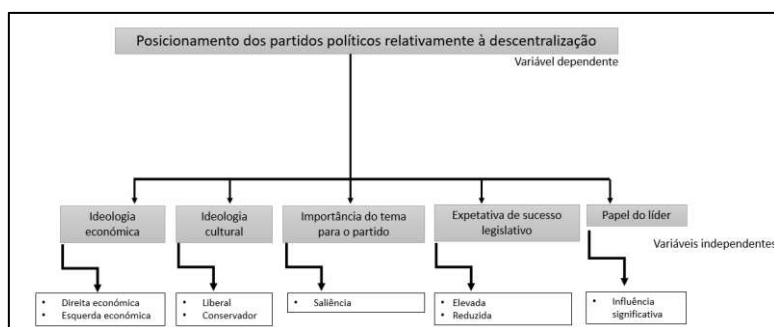 Posicionamento dos partidos políticos relativamente à descentralização
Variável dependente
Ideologia
económica
Ideologia
cultural
Importância do tema
para o partido
Expetativa de sucesso
legislativo
Papel do líder
Variáveis independentes
• Direita económica
• Esquerda económica
• Liberal
• Conservador
• Saliência
• Elevada
• Reduzida
• Influência
significativa